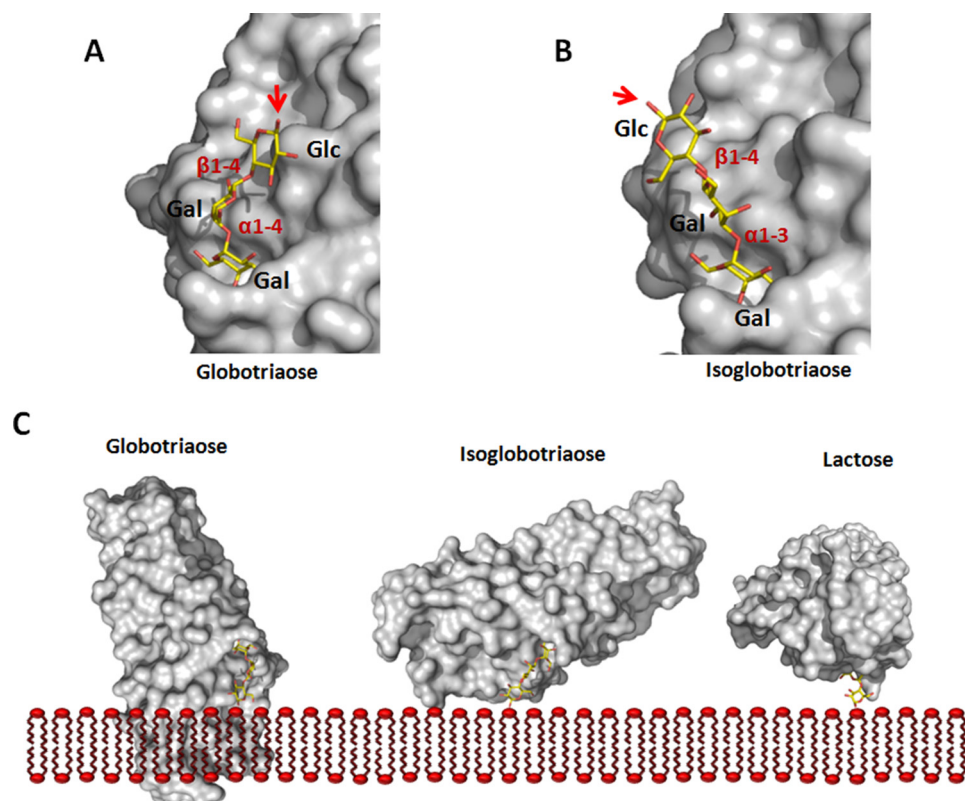 A
Glc
β1-4
Gal
α1-4
Gal
Globotriaose
B
Glc
β1-4
Gal
α1-3
Gal
Isoglobotriaose
C
Globotriaose
Isoglobotriaose
Lactose